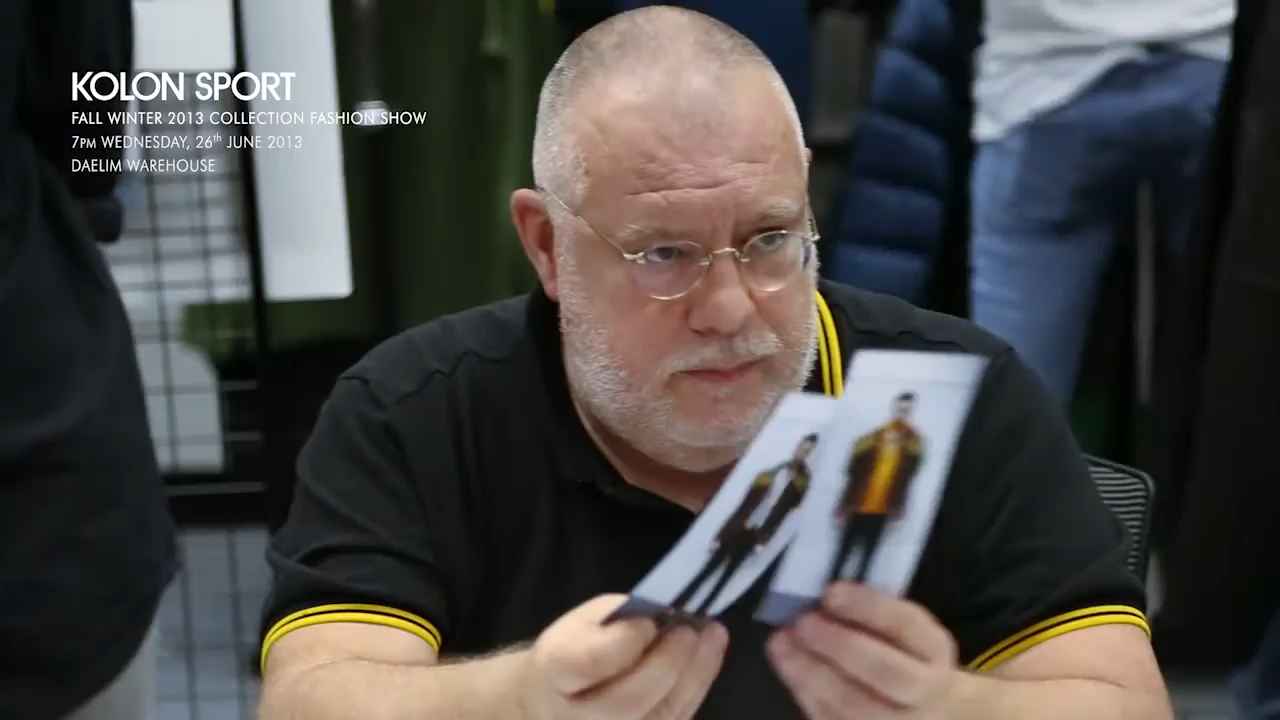 KOLON SPORT
FALL WINTER 2013 COLLECTION FASHION SHOW
7PM WEDNESDAY, 26th JUNE 2013
DAELIM WAREHOUSE